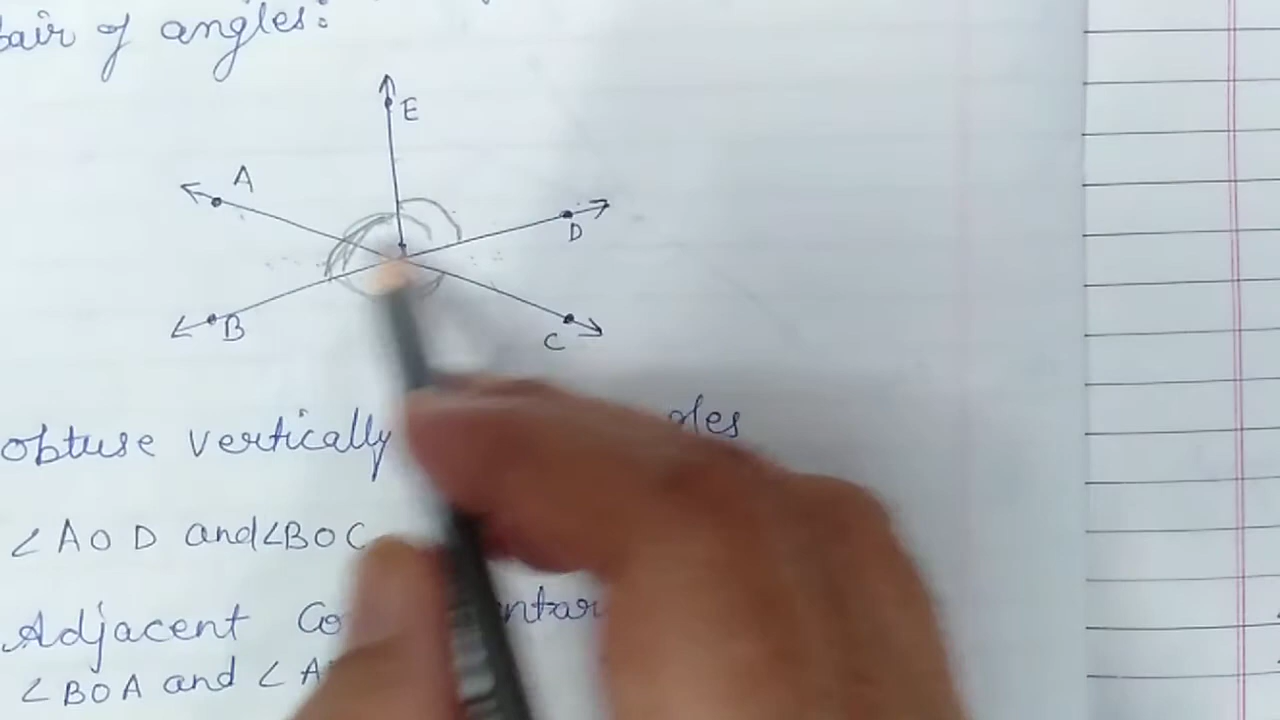 pair of angles:
E
A
D
B
C
obtuse vertically
∠AOD and ∠BOC
Adjacent
∠BOA and ∠A